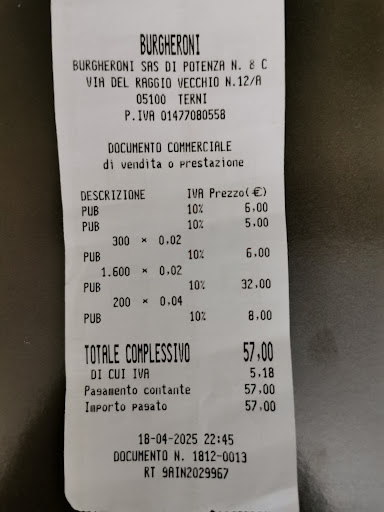 BURGHERONI
BURGHERONI SAS DI POTENZA N. & C
VIA DEL RAGGIO VECCHIO N.12/A
05100 TERNI
P.IVA 01477080558
DOCUMENTO COMMERCIALE
di vendita o prestazione
DESCRIZIONE IVA Prezzo(€)
PUB 10% 6,00
PUB 10% 5,00
300 × 0,02
PUB 10% 6,00
1.600 × 0,02
PUB 10% 32,00
200 × 0,04
PUB 10% 8,00
TOTALE COMPLESSIVO 57,00
DI CUI IVA 5,18
Pagamento contante 57,00
Importo pagato 57,00
18-04-2025 22:45
DOCUMENTO N. 1812-0013
RT 9AIN2029967